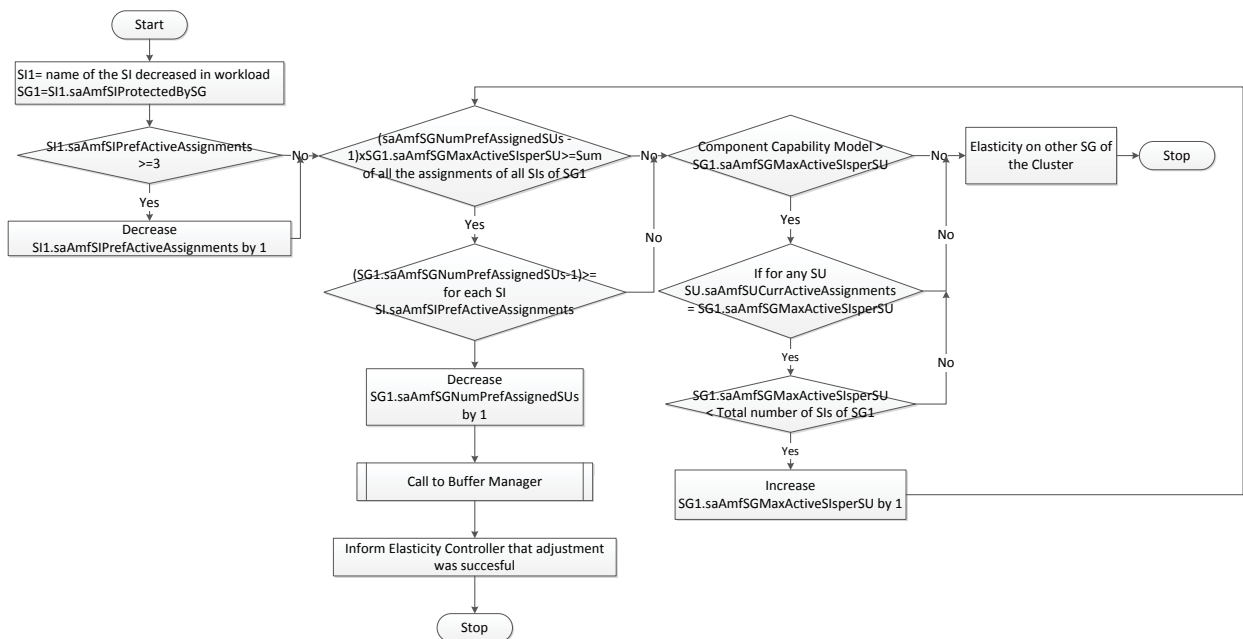 Start
SI1= name of the SI decreased in workload
SG1=SI1.saAmfSIProtectedBySG
SI1.saAmfSIPrefActiveAssignments
>=3
No
Yes
Decrease
SI1.saAmfSIPrefActiveAssignments by 1
(saAmfSGNumPrefAssignedSUs -
1)xSG1.saAmfSGMaxActiveSIsperSU>=Sum
of all the assignments of all SIs of SG1
No
Yes
(SG1.saAmfSGNumPrefAssignedSUs-1)>=
for each SI
SI.saAmfSIPrefActiveAssignments
No
Decrease
SG1.saAmfSGNumPrefAssignedSUs
by 1
Call to Buffer Manager
Inform Elasticity Controller that adjustment
was succesful
Stop
Component Capability Model >
SG1.saAmfSGMaxActiveSIsperSU
No
Yes
If for any SU
SU.saAmfSUCurrActiveAssignments
= SG1.saAmfSGMaxActiveSIsperSU
No
Yes
SG1.saAmfSGMaxActiveSIsperSU
< Total number of SIs of SG1
No
Yes
Increase
SG1.saAmfSGMaxActiveSIsperSU by 1
Elasticity on other SG of
the Cluster
Stop